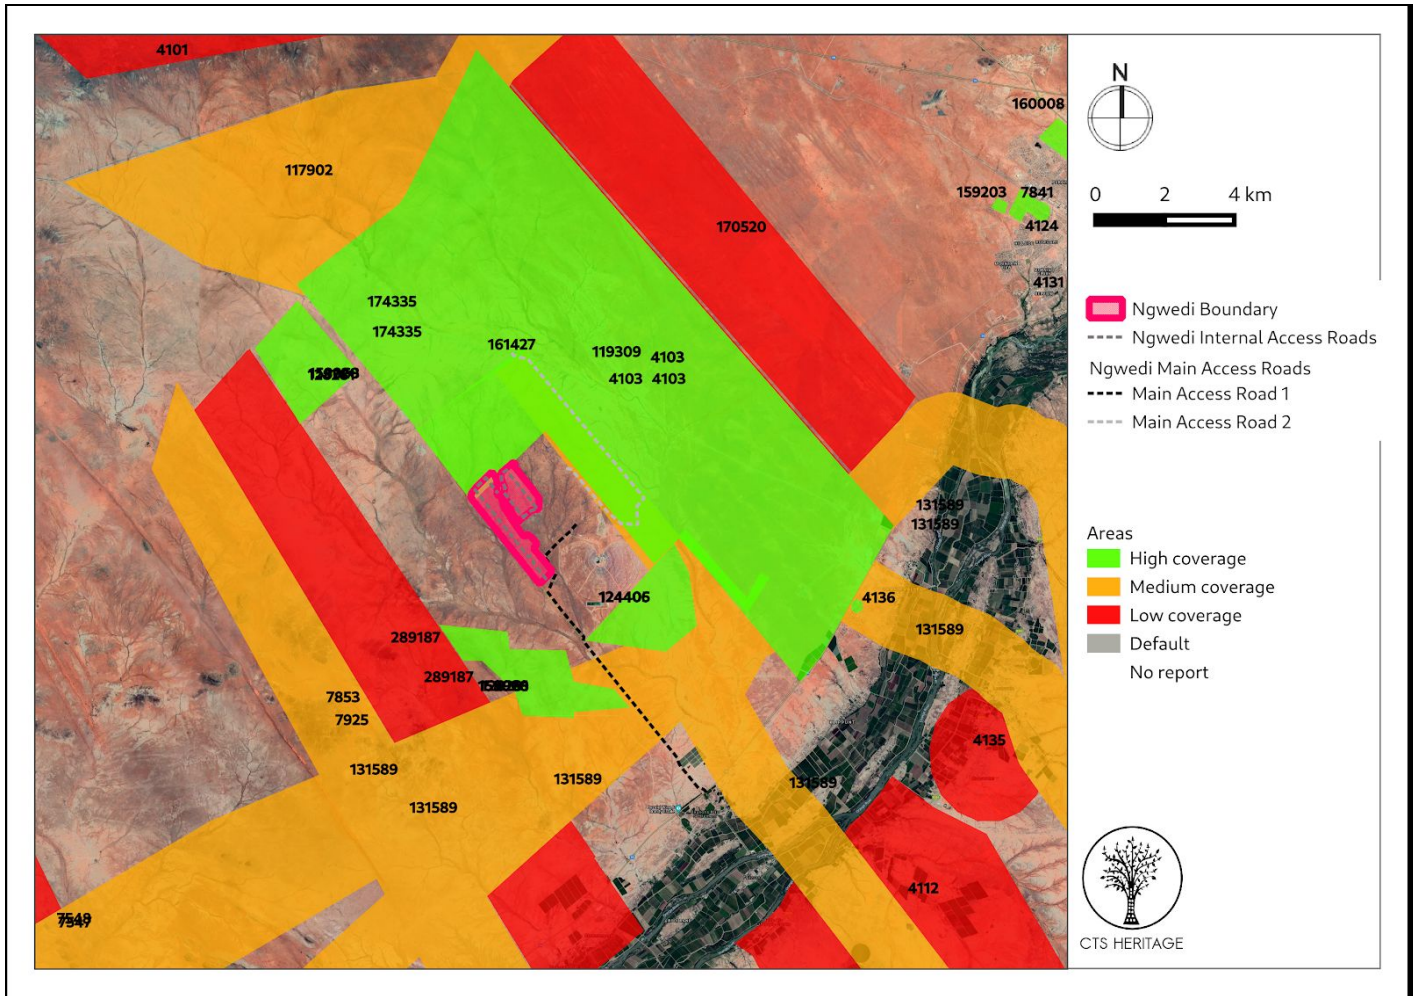 4101
N
160008
117902
159203 7841
0 2 4 km
170520
4124
4131
174335
Ngwedi Boundary
174335
161427
Ngwedi Internal Access Roads
119309 4103
Ngwedi Main Access Roads
4103 4103
Main Access Road 1
Main Access Road 2
131589
131589
Areas
High coverage
Medium coverage
124406
4136
Low coverage
131589
289187
Default
No report
289187
7853
7925
4135
131589
131589
131589
131589
4112
7547
CTS HERITAGE